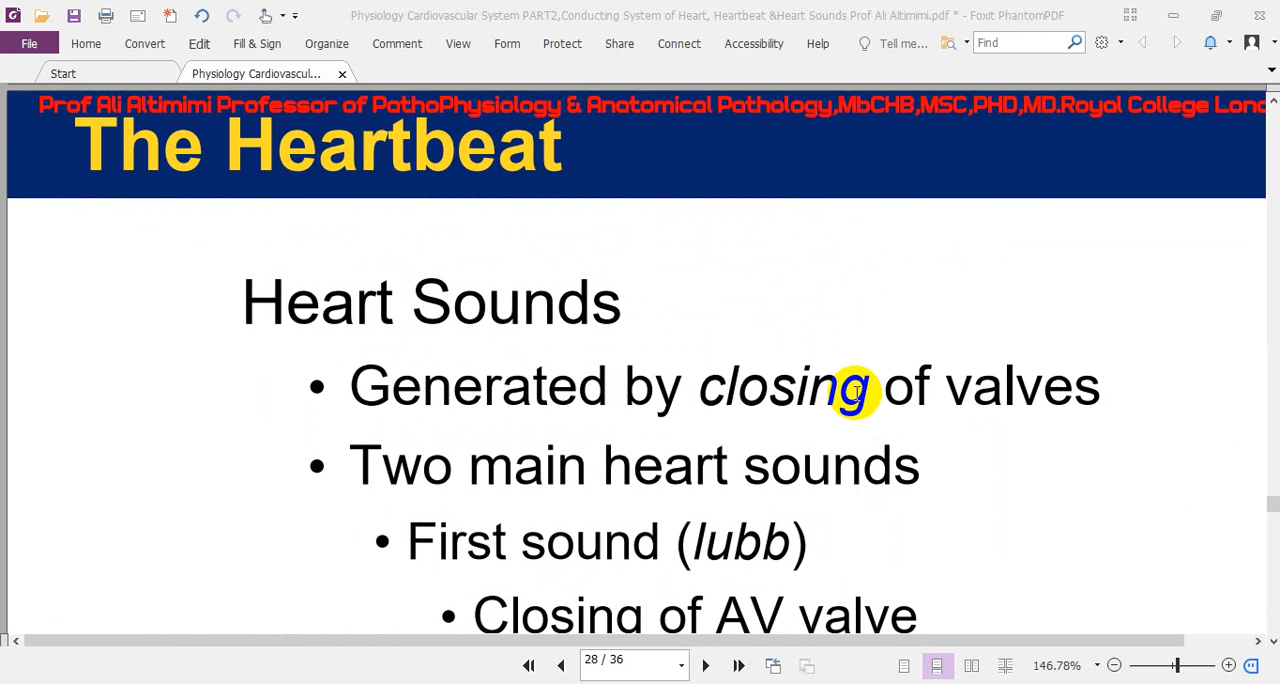 Physiology Cardiovascular System PART2,Conducting System of Heart, Heartbeat &Heart Sounds Prof Ali Altimimi.pdf * - Foxit PhantomPDF
File Home Convert Edit Fill & Sign Organize Comment View Form Protect Share Connect Accessibility Help Tell me... Find
Start Physiology Cardiovascul...
Prof Ali Altimimi Professor of PathoPhysiology & Anatomical Pathology,MbCHB,MSC,PHD,MD.Royal College Lond
The Heartbeat
Heart Sounds
• Generated by closing of valves
• Two main heart sounds
• First sound (lubb)
• Closing of AV valve
28 / 36 146.78%